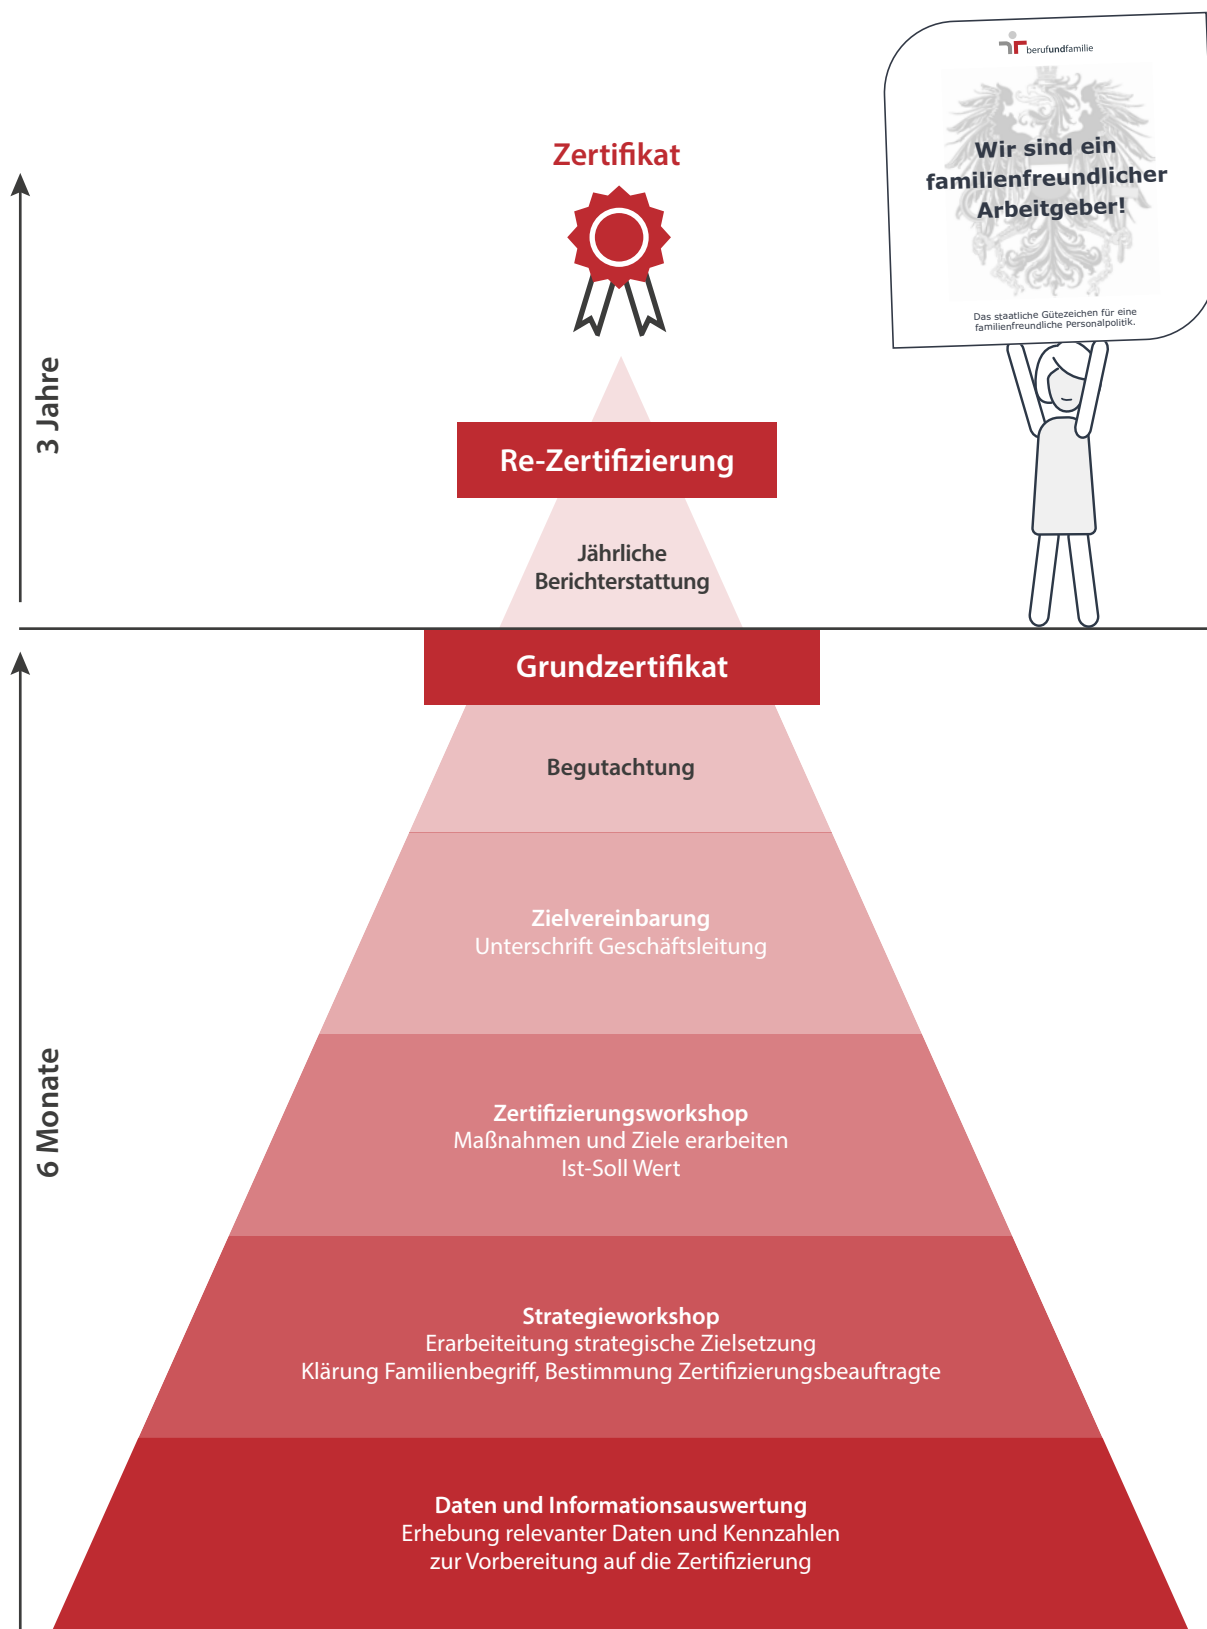 berufundfamilie
Wir sind ein
familienfreundlicher
Arbeitgeber!
Das staatliche Gütezeichen für eine
familienfreundliche Personalpolitik.
Zertifikat
3 Jahre
Re-Zertifizierung
Jährliche
Berichterstattung
Grundzertifikat
Begutachtung
Zielvereinbarung
Unterschrift Geschäftsleitung
6 Monate
Zertifizierungsworkshop
Maßnahmen und Ziele erarbeiten
Ist-Soll Wert
Strategieworkshop
Erarbeiteitung strategische Zielsetzung
Klärung Familienbegriff, Bestimmung Zertifizierungsbeauftragte
Daten und Informationsauswertung
Erhebung relevanter Daten und Kennzahlen
zur Vorbereitung auf die Zertifizierung